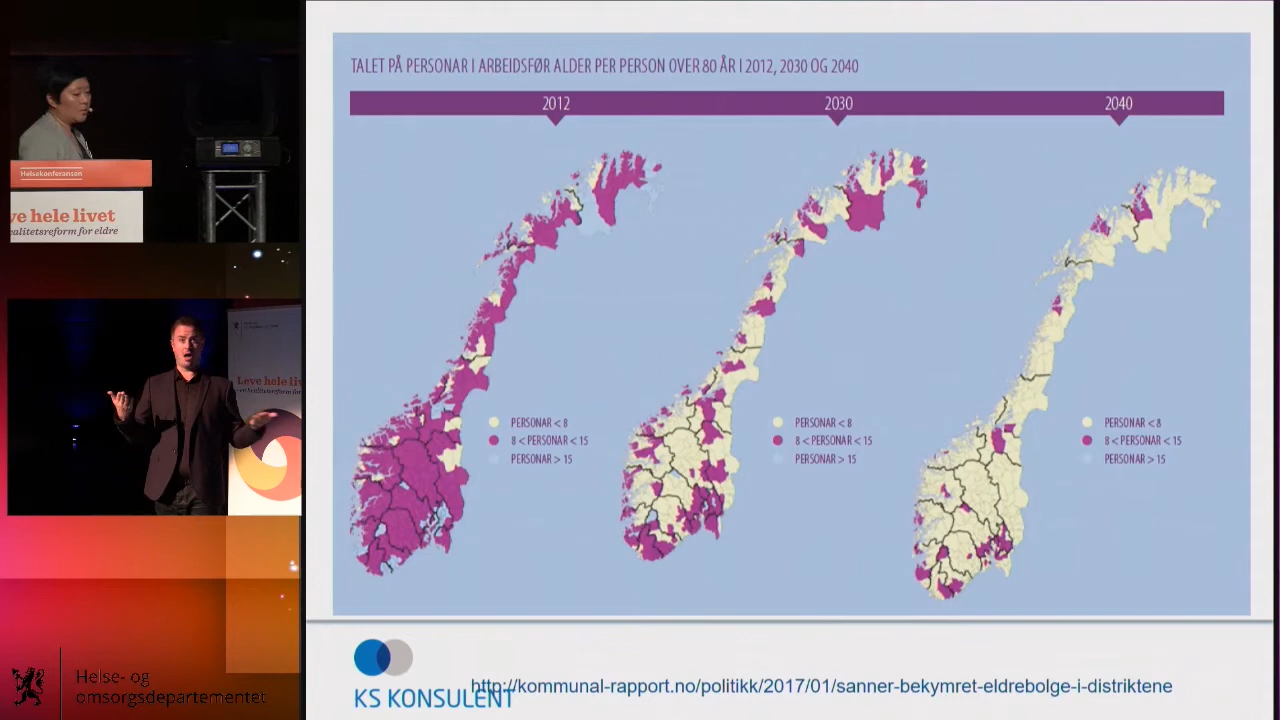 Helsekonferansen
ve hele livet
alitetsreform for eldre
Leve hele liv
Helse- og
omsorgsdepartementet
TALET PÅ PERSONAR I ARBEIDSFØR ALDER PER PERSON OVER 80 ÅR I 2012, 2030 OG 2040
2012
2030
2040
PERSONAR < 8
8 < PERSONAR < 15
PERSONAR > 15
PERSONAR < 8
8 < PERSONAR < 15
PERSONAR > 15
PERSONAR < 8
8 < PERSONAR < 15
PERSONAR > 15
KS KONSULENT
http://kommunal-rapport.no/politikk/2017/01/sanner-bekymret-eldrebolge-i-distriktene